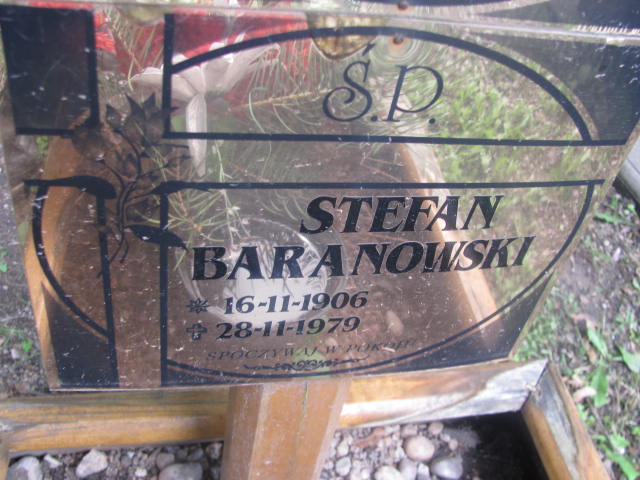 Ś.P.
STEFAN
BARANOWSKI
16-11-1906
28-11-1979
SPOCZYWAJ W POKOJU